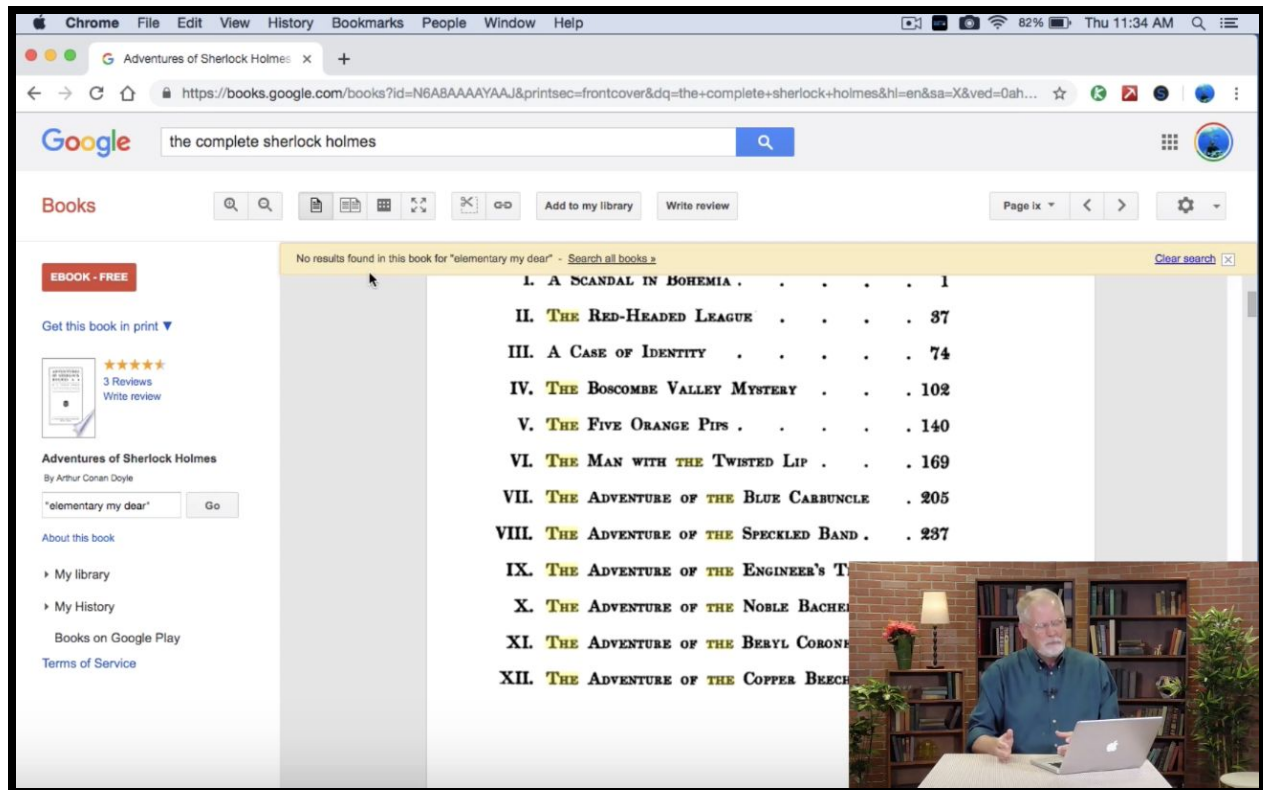 Chrome File Edit View History Bookmarks People Window Help 82% Thu 11:34 AM
Adventures of Sherlock Holmes
https://books.google.com/books?id=N6A8AAAAYAAJ&printsec=frontcover&dq=the+complete+sherlock+holmes&hl=en&sa=X&ved=0ah...
Google the complete sherlock holmes
Books Add to my library Write review Page ix
No results found in this book for "elementary my dear" - Search all books » Clear search
EBOOK - FREE
Get this book in print ▼
3 Reviews
Write review
Adventures of Sherlock Holmes
By Arthur Conan Doyle
"elementary my dear" Go
About this book
My library
My History
Books on Google Play
Terms of Service
I. A Scandal in Bohemia . . . . . 1
II. The Red-Headed League . . . . 37
III. A Case of Identity . . . . . 74
IV. The Boscombe Valley Mystery . . . 102
V. The Five Orange Pips . . . . . 140
VI. The Man with the Twisted Lip . . . 169
VII. The Adventure of the Blue Carbuncle . 205
VIII. The Adventure of the Speckled Band . . 237
IX. The Adventure of the Engineer's T
X. The Adventure of the Noble Bache
XI. The Adventure of the Beryl Corone
XII. The Adventure of the Copper Beech